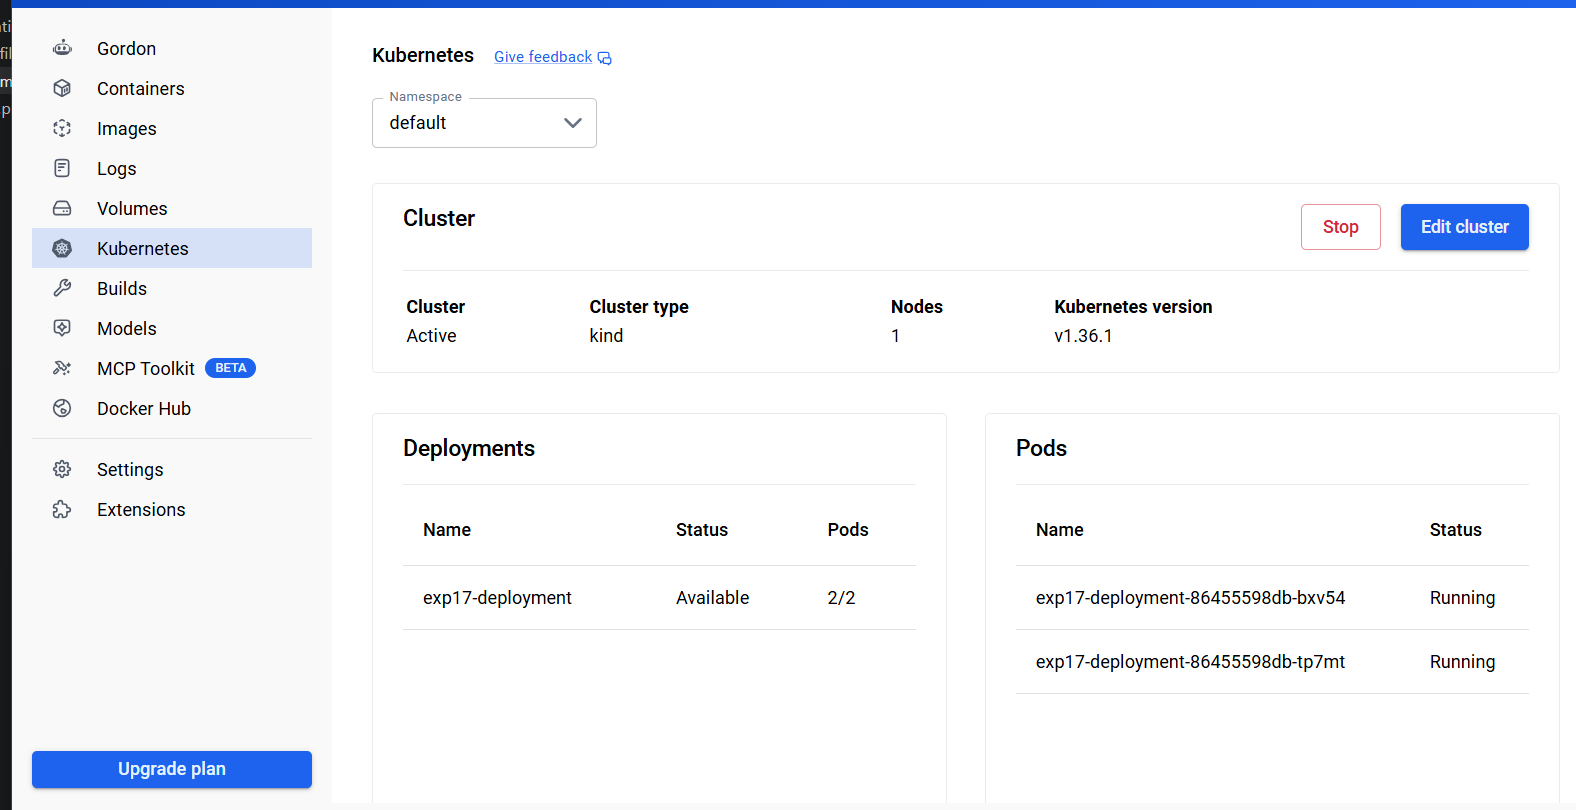 Gordon
Containers
Images
Logs
Volumes
Kubernetes
Builds
Models
MCP Toolkit BETA
Docker Hub
Settings
Extensions
Upgrade plan
Kubernetes Give feedback
Namespace
default
Cluster
Stop Edit cluster
Cluster Cluster type Nodes Kubernetes version
Active kind 1 v1.36.1
Deployments
Name Status Pods
exp17-deployment Available 2/2
Pods
Name Status
exp17-deployment-86455598db-bxv54 Running
exp17-deployment-86455598db-tp7mt Running